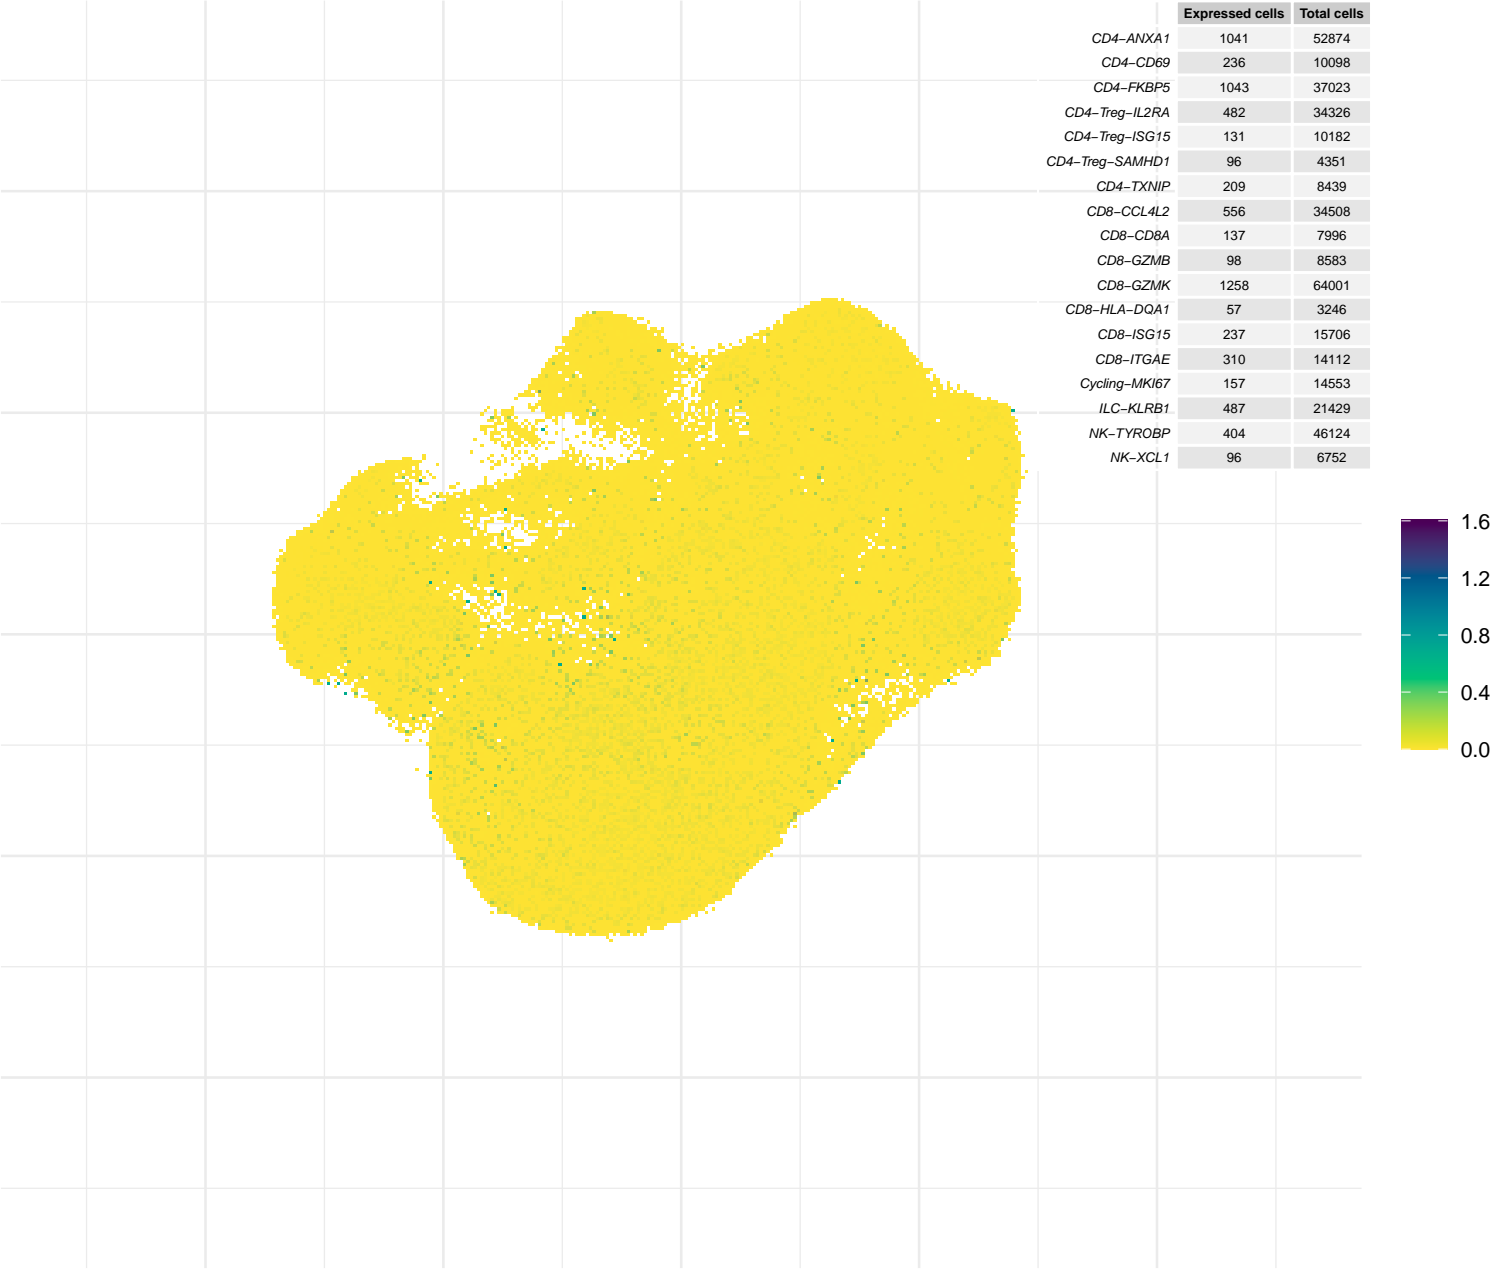 Expressed cells Total cells
CD4−ANXA1 1041 52874
CD4−CD69 236 10098
CD4−FKBP5 1043 37023
CD4−Treg−IL2RA 482 34326
CD4−Treg−ISG15 131 10182
CD4−Treg−SAMHD1 96 4351
CD4−TXNIP 209 8439
CD8−CCL4L2 556 34508
CD8−CD8A 137 7996
CD8−GZMB 98 8583
CD8−GZMK 1258 64001
CD8−HLA−DQA1 57 3246
CD8−ISG15 237 15706
CD8−ITGAE 310 14112
Cycling−MKI67 157 14553
ILC−KLRB1 487 21429
NK−TYROBP 404 46124
NK−XCL1 96 6752
1.6
1.2
0.8
0.4
0.0